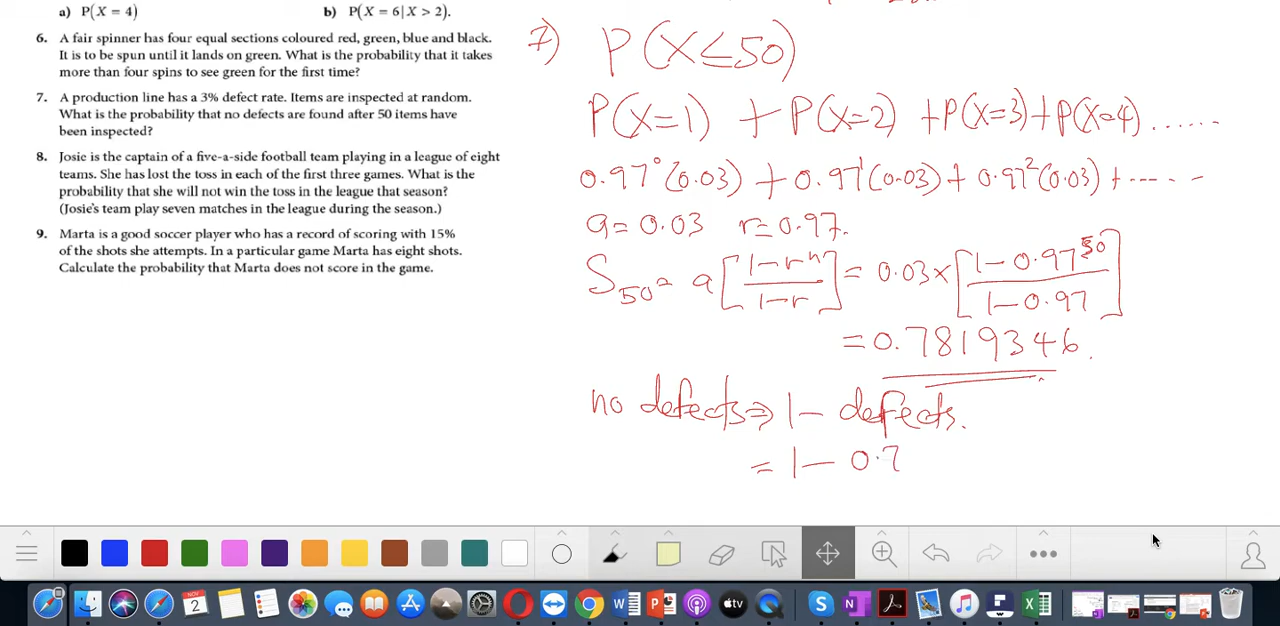 a) P(X = 4) b) P(X = 6|X > 2).
6. A fair spinner has four equal sections coloured red, green, blue and black.
It is to be spun until it lands on green. What is the probability that it takes
more than four spins to see green for the first time?
7. A production line has a 3% defect rate. Items are inspected at random.
What is the probability that no defects are found after 50 items have
been inspected?
8. Josie is the captain of a five-a-side football team playing in a league of eight
teams. She has lost the toss in each of the first three games. What is the
probability that she will not win the toss in the league that season?
(Josie's team play seven matches in the league during the season.)
9. Marta is a good soccer player who has a record of scoring with 15%
of the shots she attempts. In a particular game Marta has eight shots.
Calculate the probability that Marta does not score in the game.
7) P(X≤50)
P(X=1) + P(X=2) + P(X=3) + P(X=4) ......
0.97⁰(0.03) + 0.97¹(0.03) + 0.97²(0.03) + ......
a = 0.03 r = 0.97.
S₅₀ = a[(1-rⁿ)/(1-r)] = 0.03 × [(1-0.97⁵⁰)/(1-0.97)]
= 0.7819346.
no defects ⇒ 1 - defects.
= 1 - 0.7
NOV
2
tv